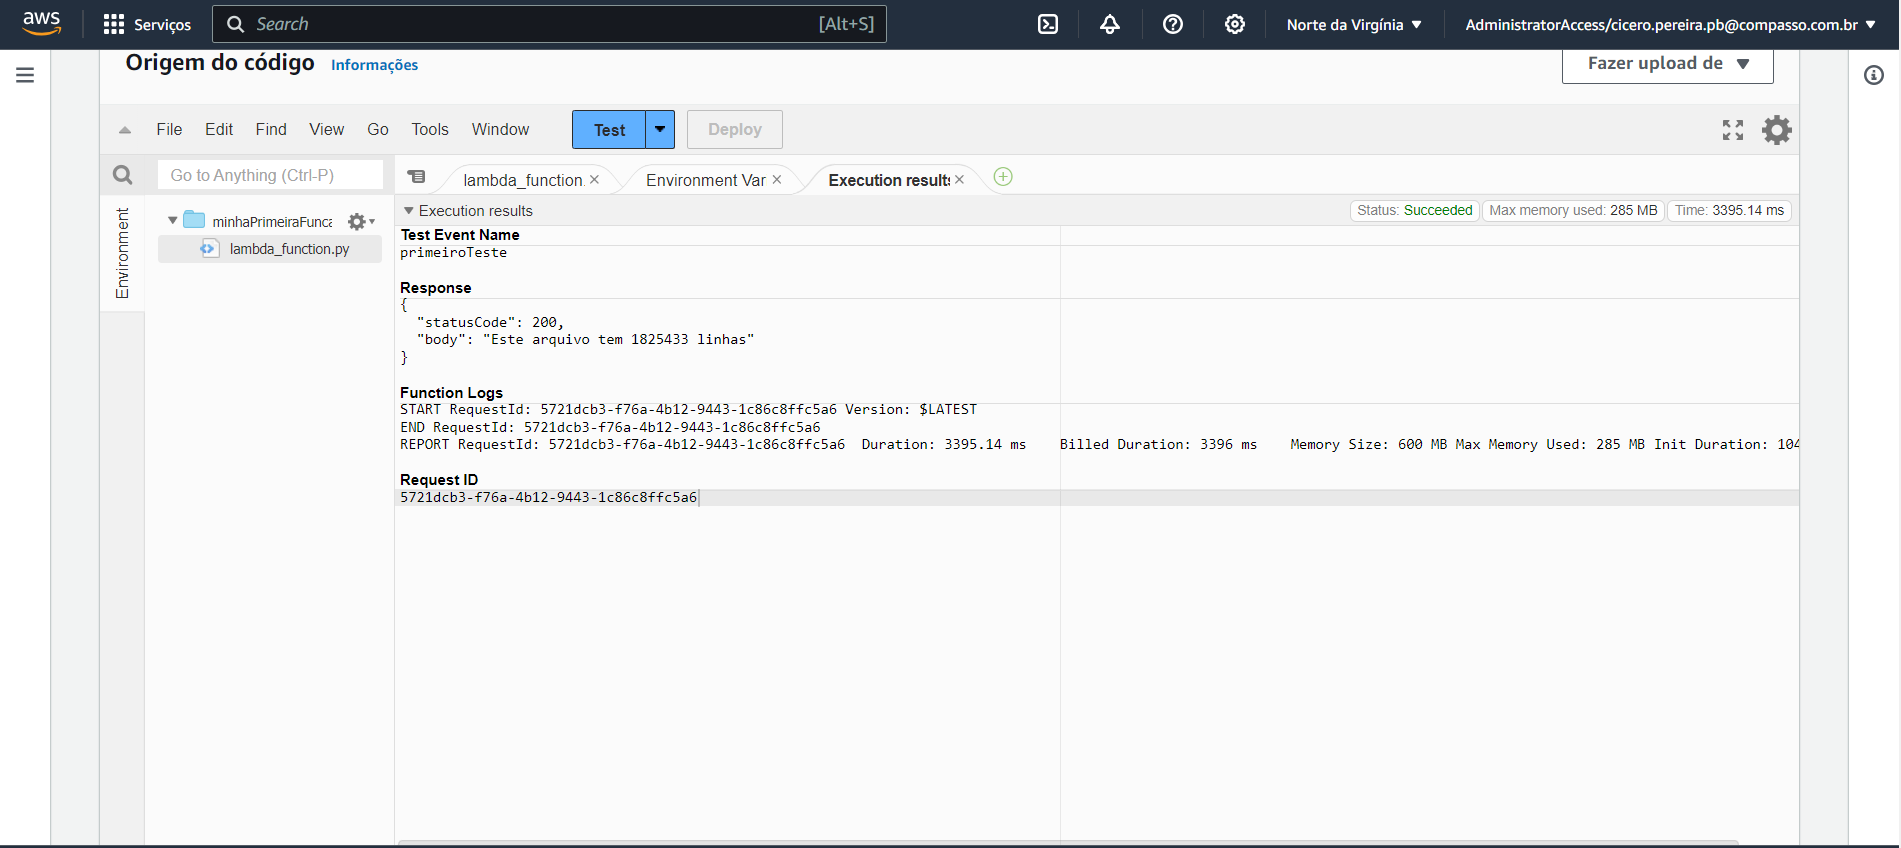 aws
Serviços
Search [Alt+S]
Norte da Virgínia
AdministratorAccess/cicero.pereira.pb@compasso.com.br
Origem do código Informações
Fazer upload de
File Edit Find View Go Tools Window
Test
Deploy
Go to Anything (Ctrl-P)
lambda_function.
Environment Var
Execution results
Environment
minhaPrimeiraFunca
lambda_function.py
Execution results
Status: Succeeded
Max memory used: 285 MB
Time: 3395.14 ms
Test Event Name
primeiroTeste
Response
{
"statusCode": 200,
"body": "Este arquivo tem 1825433 linhas"
}
Function Logs
START RequestId: 5721dcb3-f76a-4b12-9443-1c86c8ffc5a6 Version: $LATEST
END RequestId: 5721dcb3-f76a-4b12-9443-1c86c8ffc5a6
REPORT RequestId: 5721dcb3-f76a-4b12-9443-1c86c8ffc5a6 Duration: 3395.14 ms Billed Duration: 3396 ms Memory Size: 600 MB Max Memory Used: 285 MB Init Duration: 104
Request ID
5721dcb3-f76a-4b12-9443-1c86c8ffc5a6